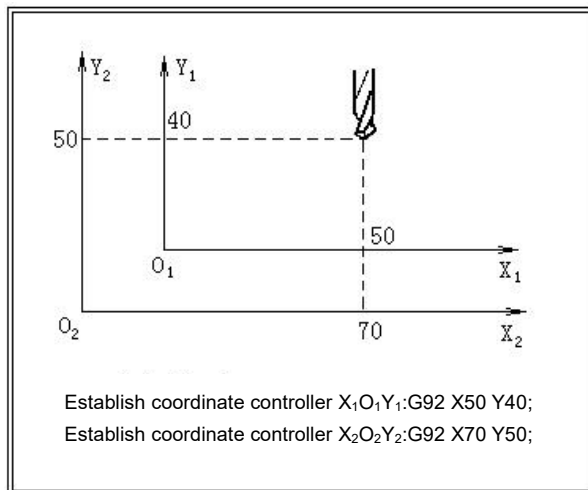 Y₂
Y₁
40
50
50
O₁
X₁
O₂
70
X₂
Establish coordinate controller X₁O₁Y₁:G92 X50 Y40;
Establish coordinate controller X₂O₂Y₂:G92 X70 Y50;